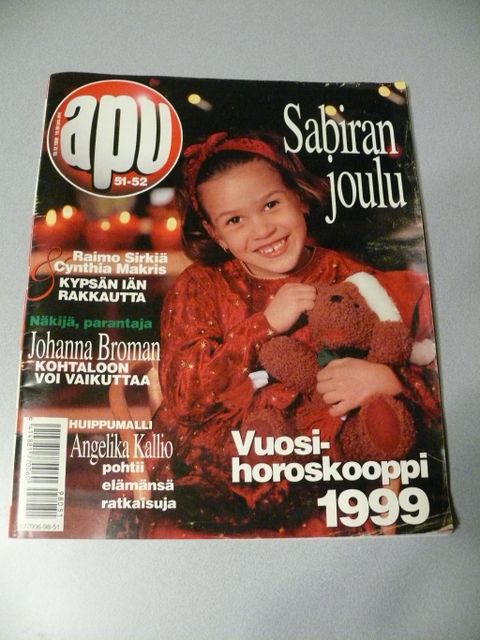 apu
51-52
Sabiran
joulu
Raimo Sirkiä
& Cynthia Makris
KYPSÄN IÄN
RAKKAUTTA
Näkijä, parantaja
Johanna Broman
KOHTALOON
VOI VAIKUTTAA
HUIPPUMALLI
Angelika Kallio
pohtii
elämänsä
ratkaisuja
Vuosi-
horoskooppi
1999
98051